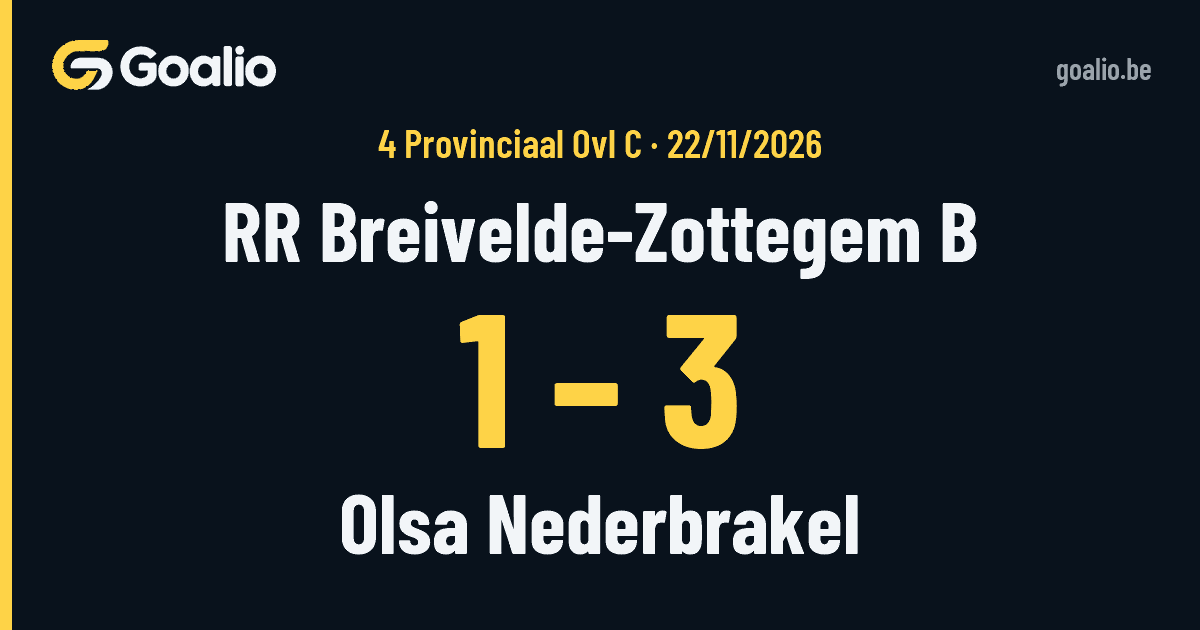 Goalio
goalio.be
4 Provinciaal Ovl C · 22/11/2026
RR Breivelde-Zottegem B
1 – 3
Olsa Nederbrakel